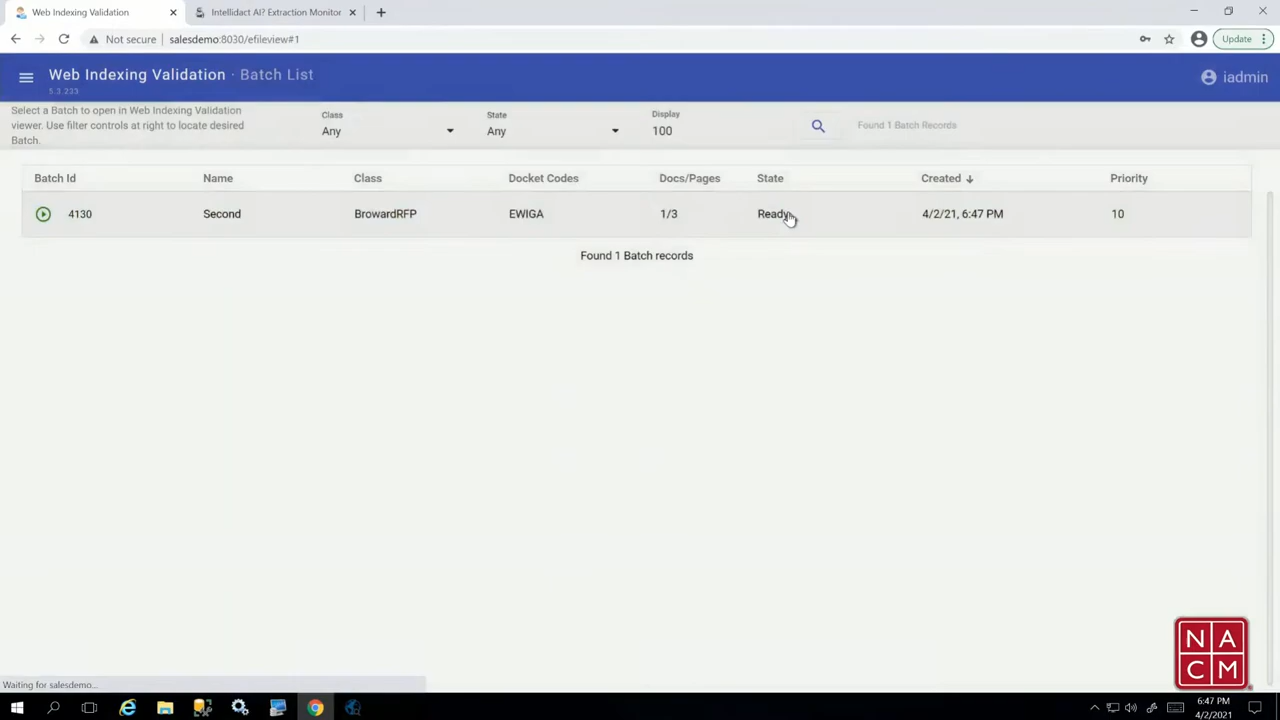 Web Indexing Validation
Intellidact AI? Extraction Monitor
Not secure
salesdemo:8030/efileview#1
Update
Web Indexing Validation · Batch List
5.3.233
iadmin
Select a Batch to open in Web Indexing Validation
viewer. Use filter controls at right to locate desired
Batch.
Class
Any
State
Any
Display
100
Found 1 Batch Records
Batch Id Name Class Docket Codes Docs/Pages State Created Priority
4130 Second BrowardRFP EWIGA 1/3 Ready 4/2/21, 6:47 PM 10
Found 1 Batch records
N A
C M
Waiting for salesdemo...
6:47 PM
4/2/2021